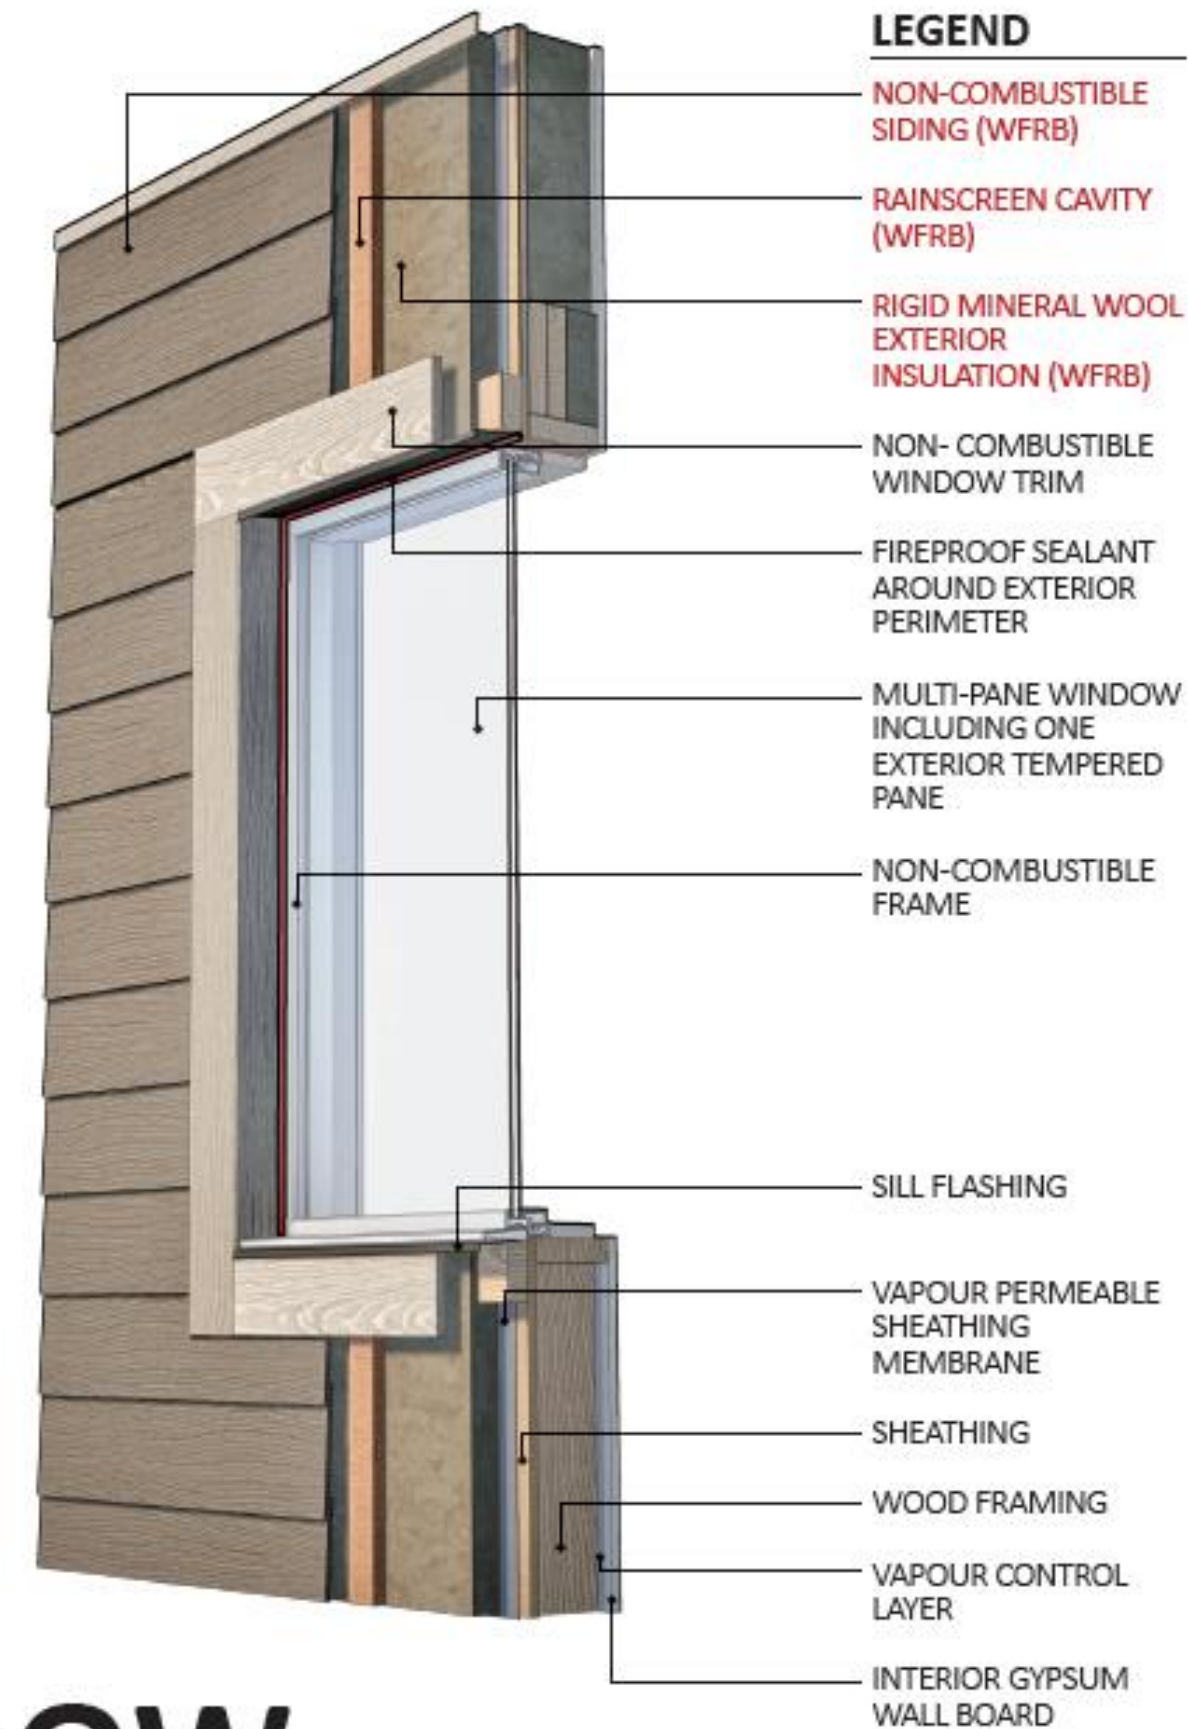 LEGEND
NON-COMBUSTIBLE
SIDING (WFRB)
RAINSCREEN CAVITY
(WFRB)
RIGID MINERAL WOOL
EXTERIOR
INSULATION (WFRB)
NON- COMBUSTIBLE
WINDOW TRIM
FIREPROOF SEALANT
AROUND EXTERIOR
PERIMETER
MULTI-PANE WINDOW
INCLUDING ONE
EXTERIOR TEMPERED
PANE
NON-COMBUSTIBLE
FRAME
SILL FLASHING
VAPOUR PERMEABLE
SHEATHING
MEMBRANE
SHEATHING
WOOD FRAMING
VAPOUR CONTROL
LAYER
INTERIOR GYPSUM
WALL BOARD